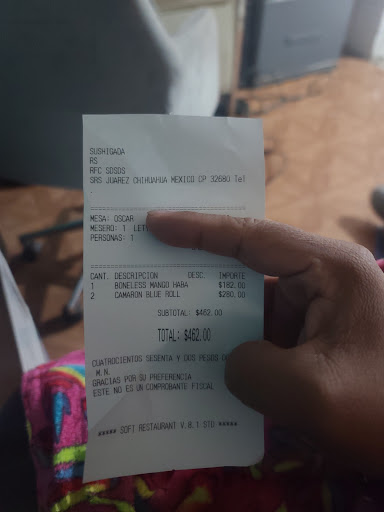 SUSHIGADA
RS
RFC SDSDS
SRS JUAREZ CHIHUAHUA MEXICO CP 32680 Tel
.
MESA: OSCAR
MESERO: 1
PERSONAS: 1
CANT. DESCRIPCION DESC. IMPORTE
1 BONELESS MANGO HABA $182.00
2 CAMARON BLUE ROLL $280.00
SUBTOTAL: $462.00
TOTAL: $462.00
CUATROCIENTOS SESENTA Y DOS PESOS
M.N.
GRACIAS POR SU PREFERENCIA
ESTE NO ES UN COMPROBANTE FISCAL
##### SOFT RESTAURANT V.8.1 STD #####